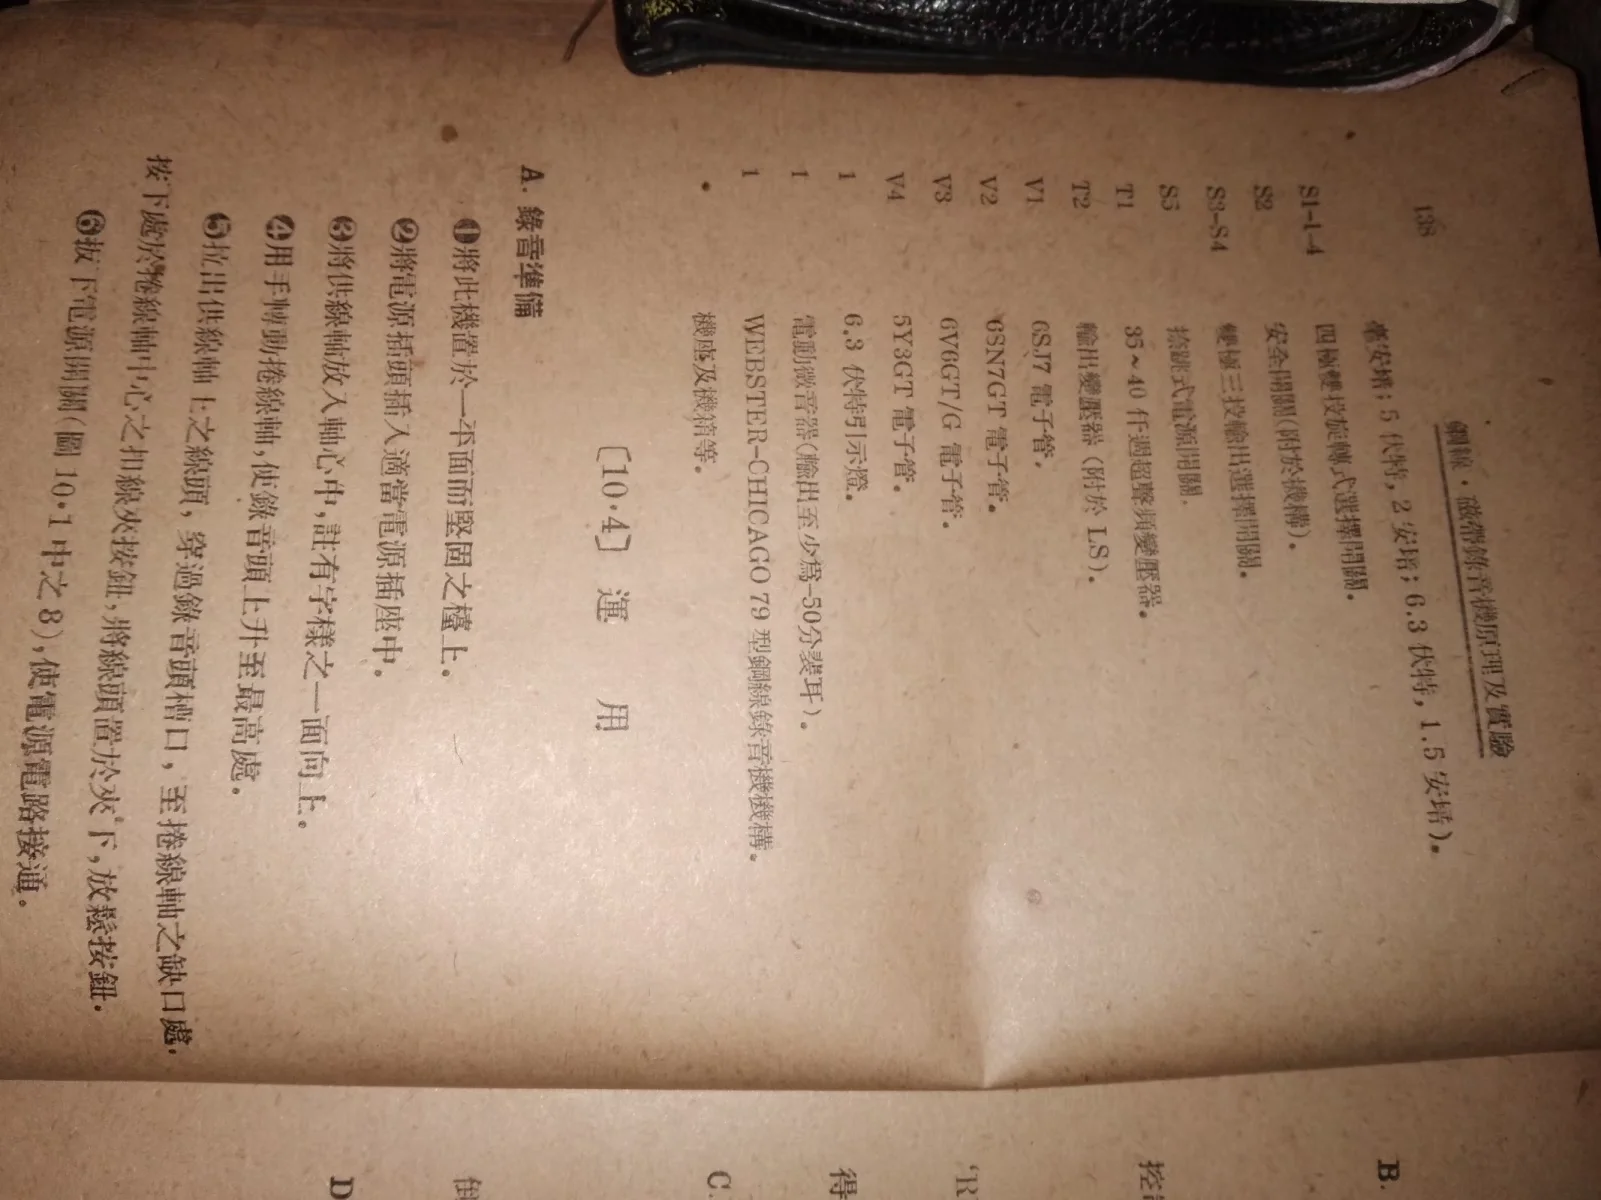 138
鋼線·磁帶錄音機原理及實驗
毫安培;5 伏特,2 安培;6.3 伏特,1.5 安培)。
S1-1-4 四極雙投旋轉式選擇開關。
S2 安全開關(附於機構)。
S3-S4 雙極三投輸出選擇開關。
S5 捺跳式電源開關.
T1 35~40 仟週超聲頻變壓器。
T2 輸出變壓器(附於 LS)。
V1 6SJ7 電子管.
V2 6SN7GT 電子管。
V3 6V6GT/G 電子管。
V4 5Y3GT 電子管。
1 6.3 伏特引示燈。
1 電動微音器(輸出至少為-50分裴耳)。
1 WEBSTER-CHICAGO 79 型鋼線錄音機機構。
機座及機箱等。
〔10·4〕 運 用
A. 錄音準備
❶將此機置於一平面而堅固之檯上。
❷將電源插頭插入適當電源插座中。
❸將供線軸放入軸心中,註有字樣之一面向上。
❹用手轉動捲線軸,使錄音頭上升至最高處。
❺拉出供線軸上之線頭,穿過錄音頭槽口,至捲線軸之缺口處,
按下處於捲線軸中心之扣線夾按鈕,將線頭置於夾下,放鬆按鈕。
❻拔下電源開關(圖 10·1 中之 8),使電源電路接通。
B.
控
'R
得
C.
D